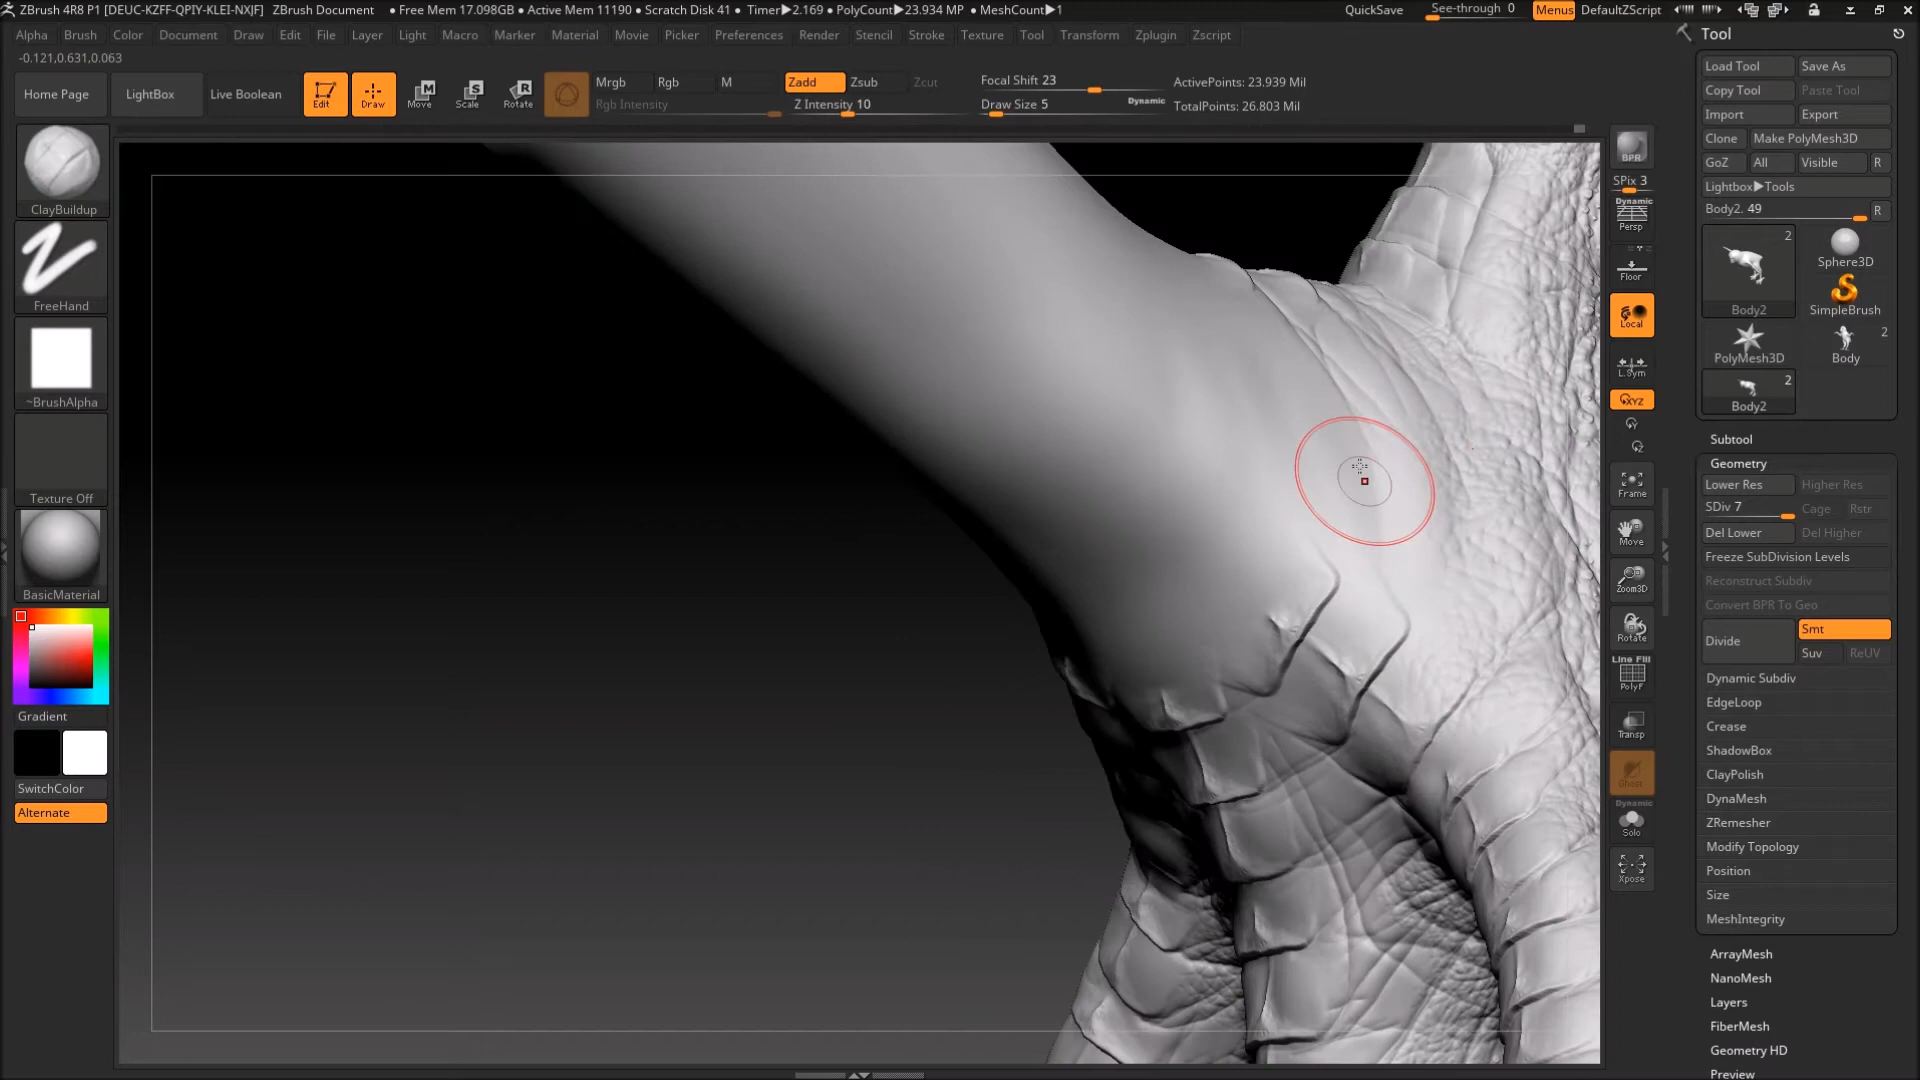 ZBrush 4R8 P1 [DEUC-KZFF-QPIY-KLEI-NXJF] ZBrush Document ● Free Mem 17.098GB ● Active Mem 11190 ● Scratch Disk 41 ● Timer▶2.169 ● PolyCount▶23.934 MP ● MeshCount▶1 QuickSave See-through 0 Menus DefaultZScript
Alpha Brush Color Document Draw Edit File Layer Light Macro Marker Material Movie Picker Preferences Render Stencil Stroke Texture Tool Transform Zplugin Zscript
-0.121,0.631,0.063
Home Page LightBox Live Boolean Edit Draw Move Scale Rotate
Mrgb Rgb M Zadd Zsub Zcut
Rgb Intensity Z Intensity 10
Focal Shift 23
Draw Size 5 Dynamic
ActivePoints: 23.939 Mil
TotalPoints: 26.803 Mil
ClayBuildup
FreeHand
~BrushAlpha
Texture Off
BasicMaterial
Gradient
SwitchColor
Alternate
BPR
SPix 3
Dynamic
Persp
Floor
Local
L.Sym
XYZ
Frame
Move
Zoom3D
Rotate
Line Fill
PolyF
Transp
Ghost
Dynamic
Solo
Xpose
Tool
Load Tool Save As
Copy Tool Paste Tool
Import Export
Clone Make PolyMesh3D
GoZ All Visible R
Lightbox▶Tools
Body2. 49 R
2
Body2
Sphere3D
SimpleBrush
PolyMesh3D
2
Body
2
Body2
Subtool
Geometry
Lower Res Higher Res
SDiv 7 Cage Rstr
Del Lower Del Higher
Freeze SubDivision Levels
Reconstruct Subdiv
Convert BPR To Geo
Divide Smt
Suv ReUV
Dynamic Subdiv
EdgeLoop
Crease
ShadowBox
ClayPolish
DynaMesh
ZRemesher
Modify Topology
Position
Size
MeshIntegrity
ArrayMesh
NanoMesh
Layers
FiberMesh
Geometry HD
Preview